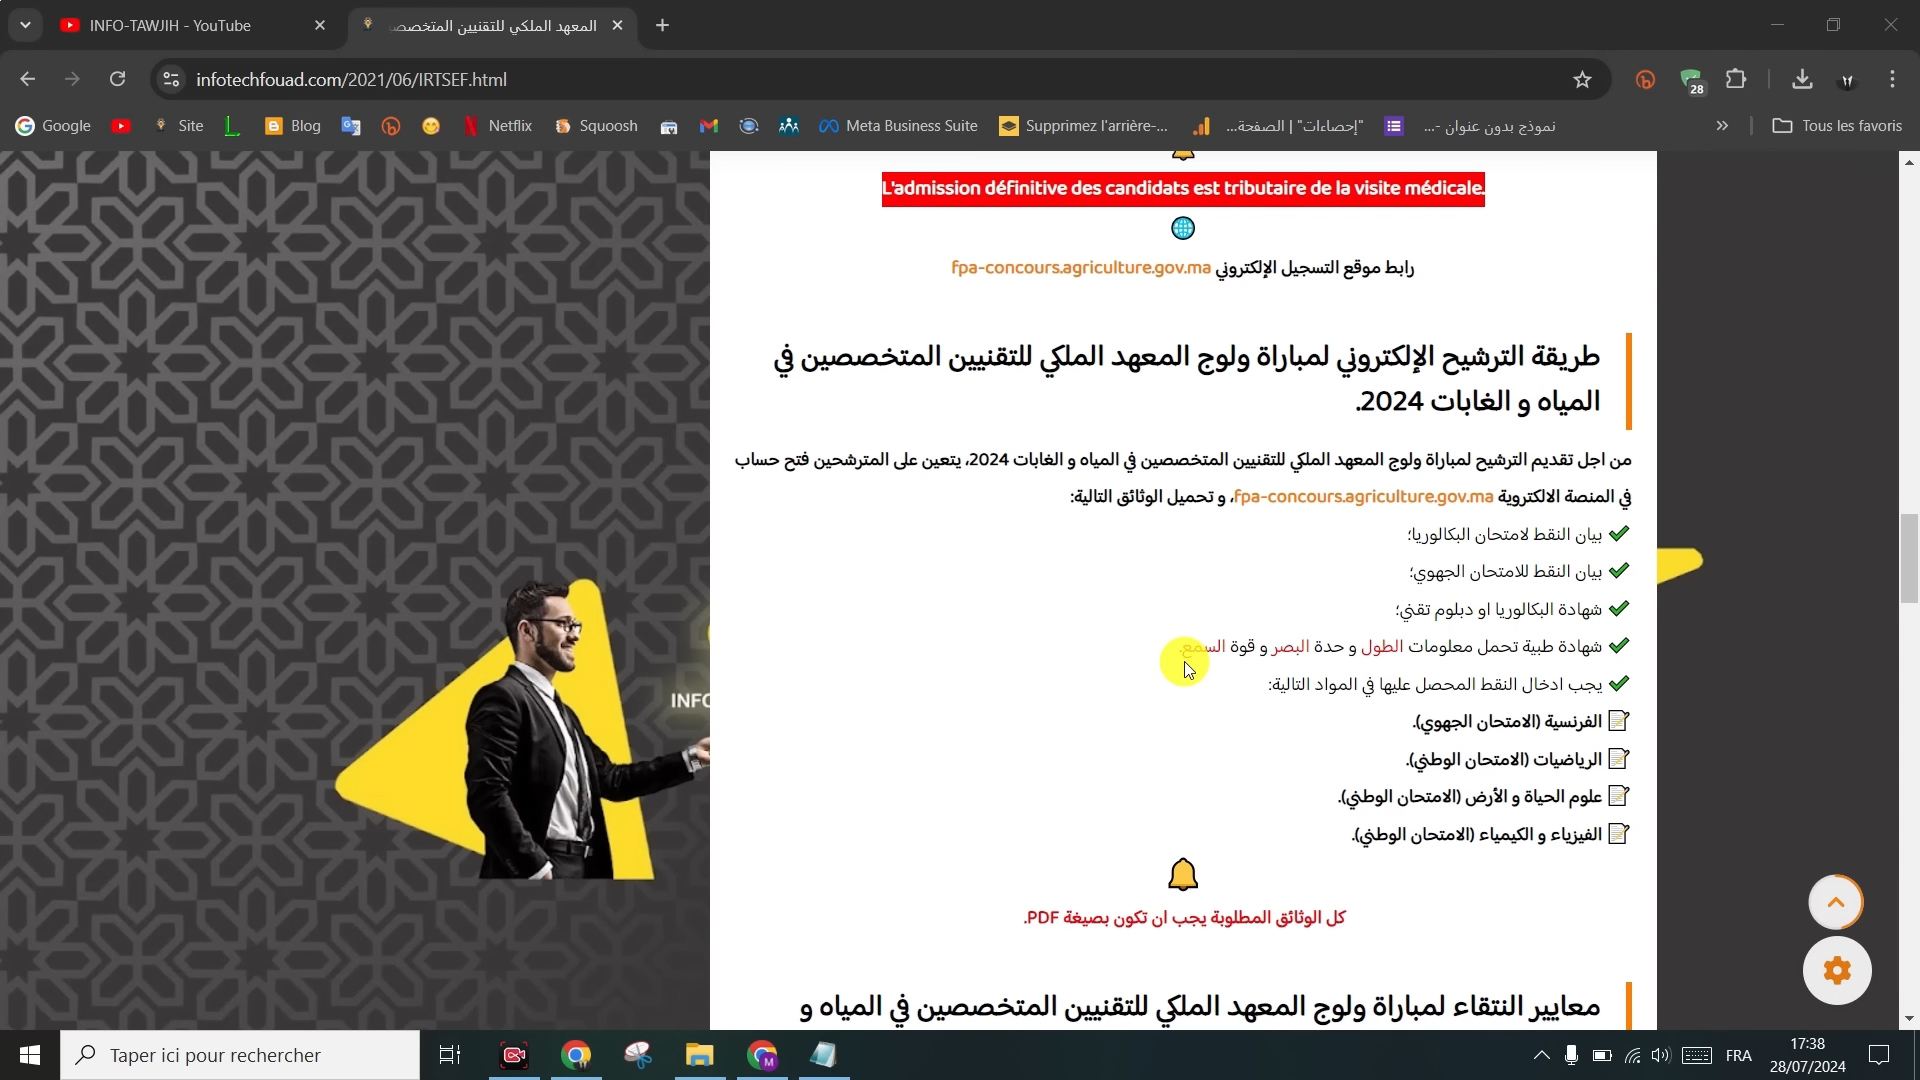 INFO-TAWJIH - YouTube
المعهد الملكي للتقنيين المتخصص
infotechfouad.com/2021/06/IRTSEF.html
28
Google
Site
Blog
Netflix
Squoosh
Meta Business Suite
Supprimez l'arrière-...
"إحصاءات" | الصفحة...
نموذج بدون عنوان -...
Tous les favoris
L'admission définitive des candidats est tributaire de la visite médicale.
رابط موقع التسجيل الإلكتروني fpa-concours.agriculture.gov.ma
طريقة الترشيح الإلكتروني لمباراة ولوج المعهد الملكي للتقنيين المتخصصين في
المياه و الغابات 2024.
من اجل تقديم الترشيح لمباراة ولوج المعهد الملكي للتقنيين المتخصصين في المياه و الغابات 2024، يتعين على المترشحين فتح حساب
في المنصة الالكتروية fpa-concours.agriculture.gov.ma، و تحميل الوثائق التالية:
بيان النقط لامتحان البكالوريا؛
بيان النقط للامتحان الجهوي؛
شهادة البكالوريا او دبلوم تقني؛
شهادة طبية تحمل معلومات الطول و حدة البصر و قوة السمع.
يجب ادخال النقط المحصل عليها في المواد التالية:
الفرنسية (الامتحان الجهوي).
الرياضيات (الامتحان الوطني).
علوم الحياة و الأرض (الامتحان الوطني).
الفيزياء و الكيمياء (الامتحان الوطني).
كل الوثائق المطلوبة يجب ان تكون بصيغة PDF.
معايير النتقاء لمباراة ولوج المعهد الملكي للتقنيين المتخصصين في المياه و
INFO
Taper ici pour rechercher
FRA
17:38
28/07/2024